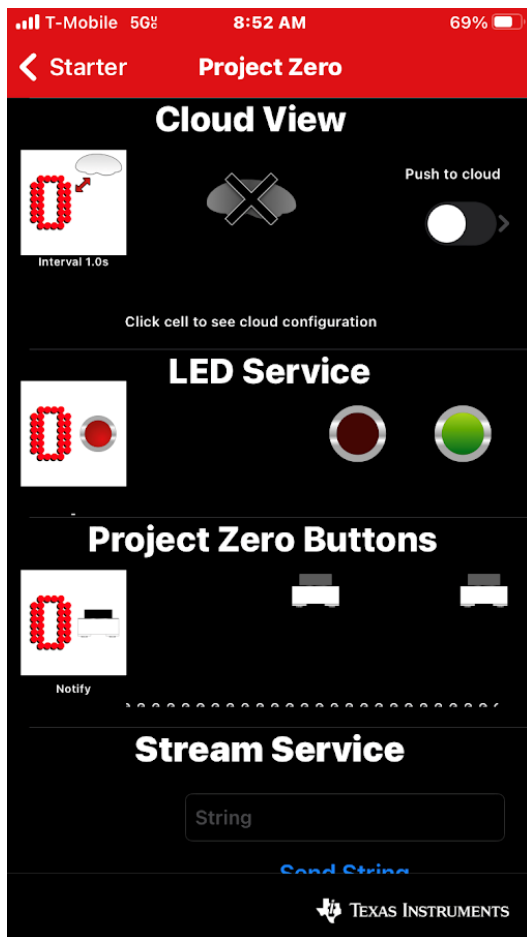 T-Mobile 5G 8:52 AM 69%
Starter Project Zero
Cloud View
Push to cloud
Interval 1.0s
Click cell to see cloud configuration
LED Service
Project Zero Buttons
Notify
Stream Service
String
Send String
TEXAS INSTRUMENTS